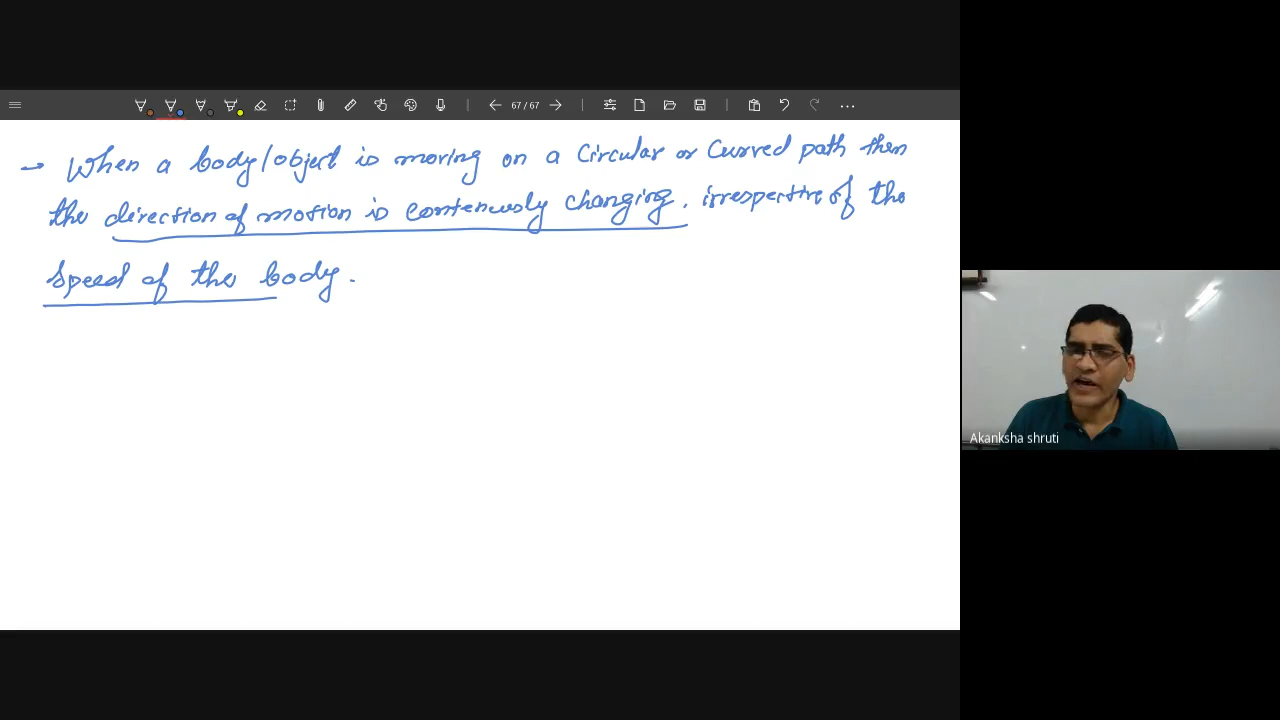 67/67
→ When a body/object is moving on a Circular or Curved path then
the direction of motion is contenuosly changing, irrespective of the
Speed of the body.
Akanksha shruti